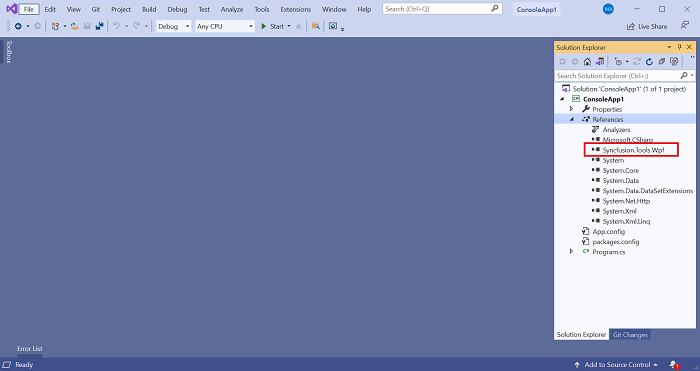 File Edit View Git Project Build Debug Test Analyze Tools Extensions Window Help Search (Ctrl+Q) ConsoleApp1 MA
Debug Any CPU Start Live Share
Toolbox
Solution Explorer
Search Solution Explorer (Ctrl+;)
Solution 'ConsoleApp1' (1 of 1 project)
ConsoleApp1
Properties
References
Analyzers
Microsoft.CSharp
Syncfusion.Tools.Wpf
System
System.Core
System.Data
System.Data.DataSetExtensions
System.Net.Http
System.Xml
System.Xml.Linq
App.config
packages.config
C# Program.cs
Solution Explorer Git Changes
Error List
Ready Add to Source Control 1